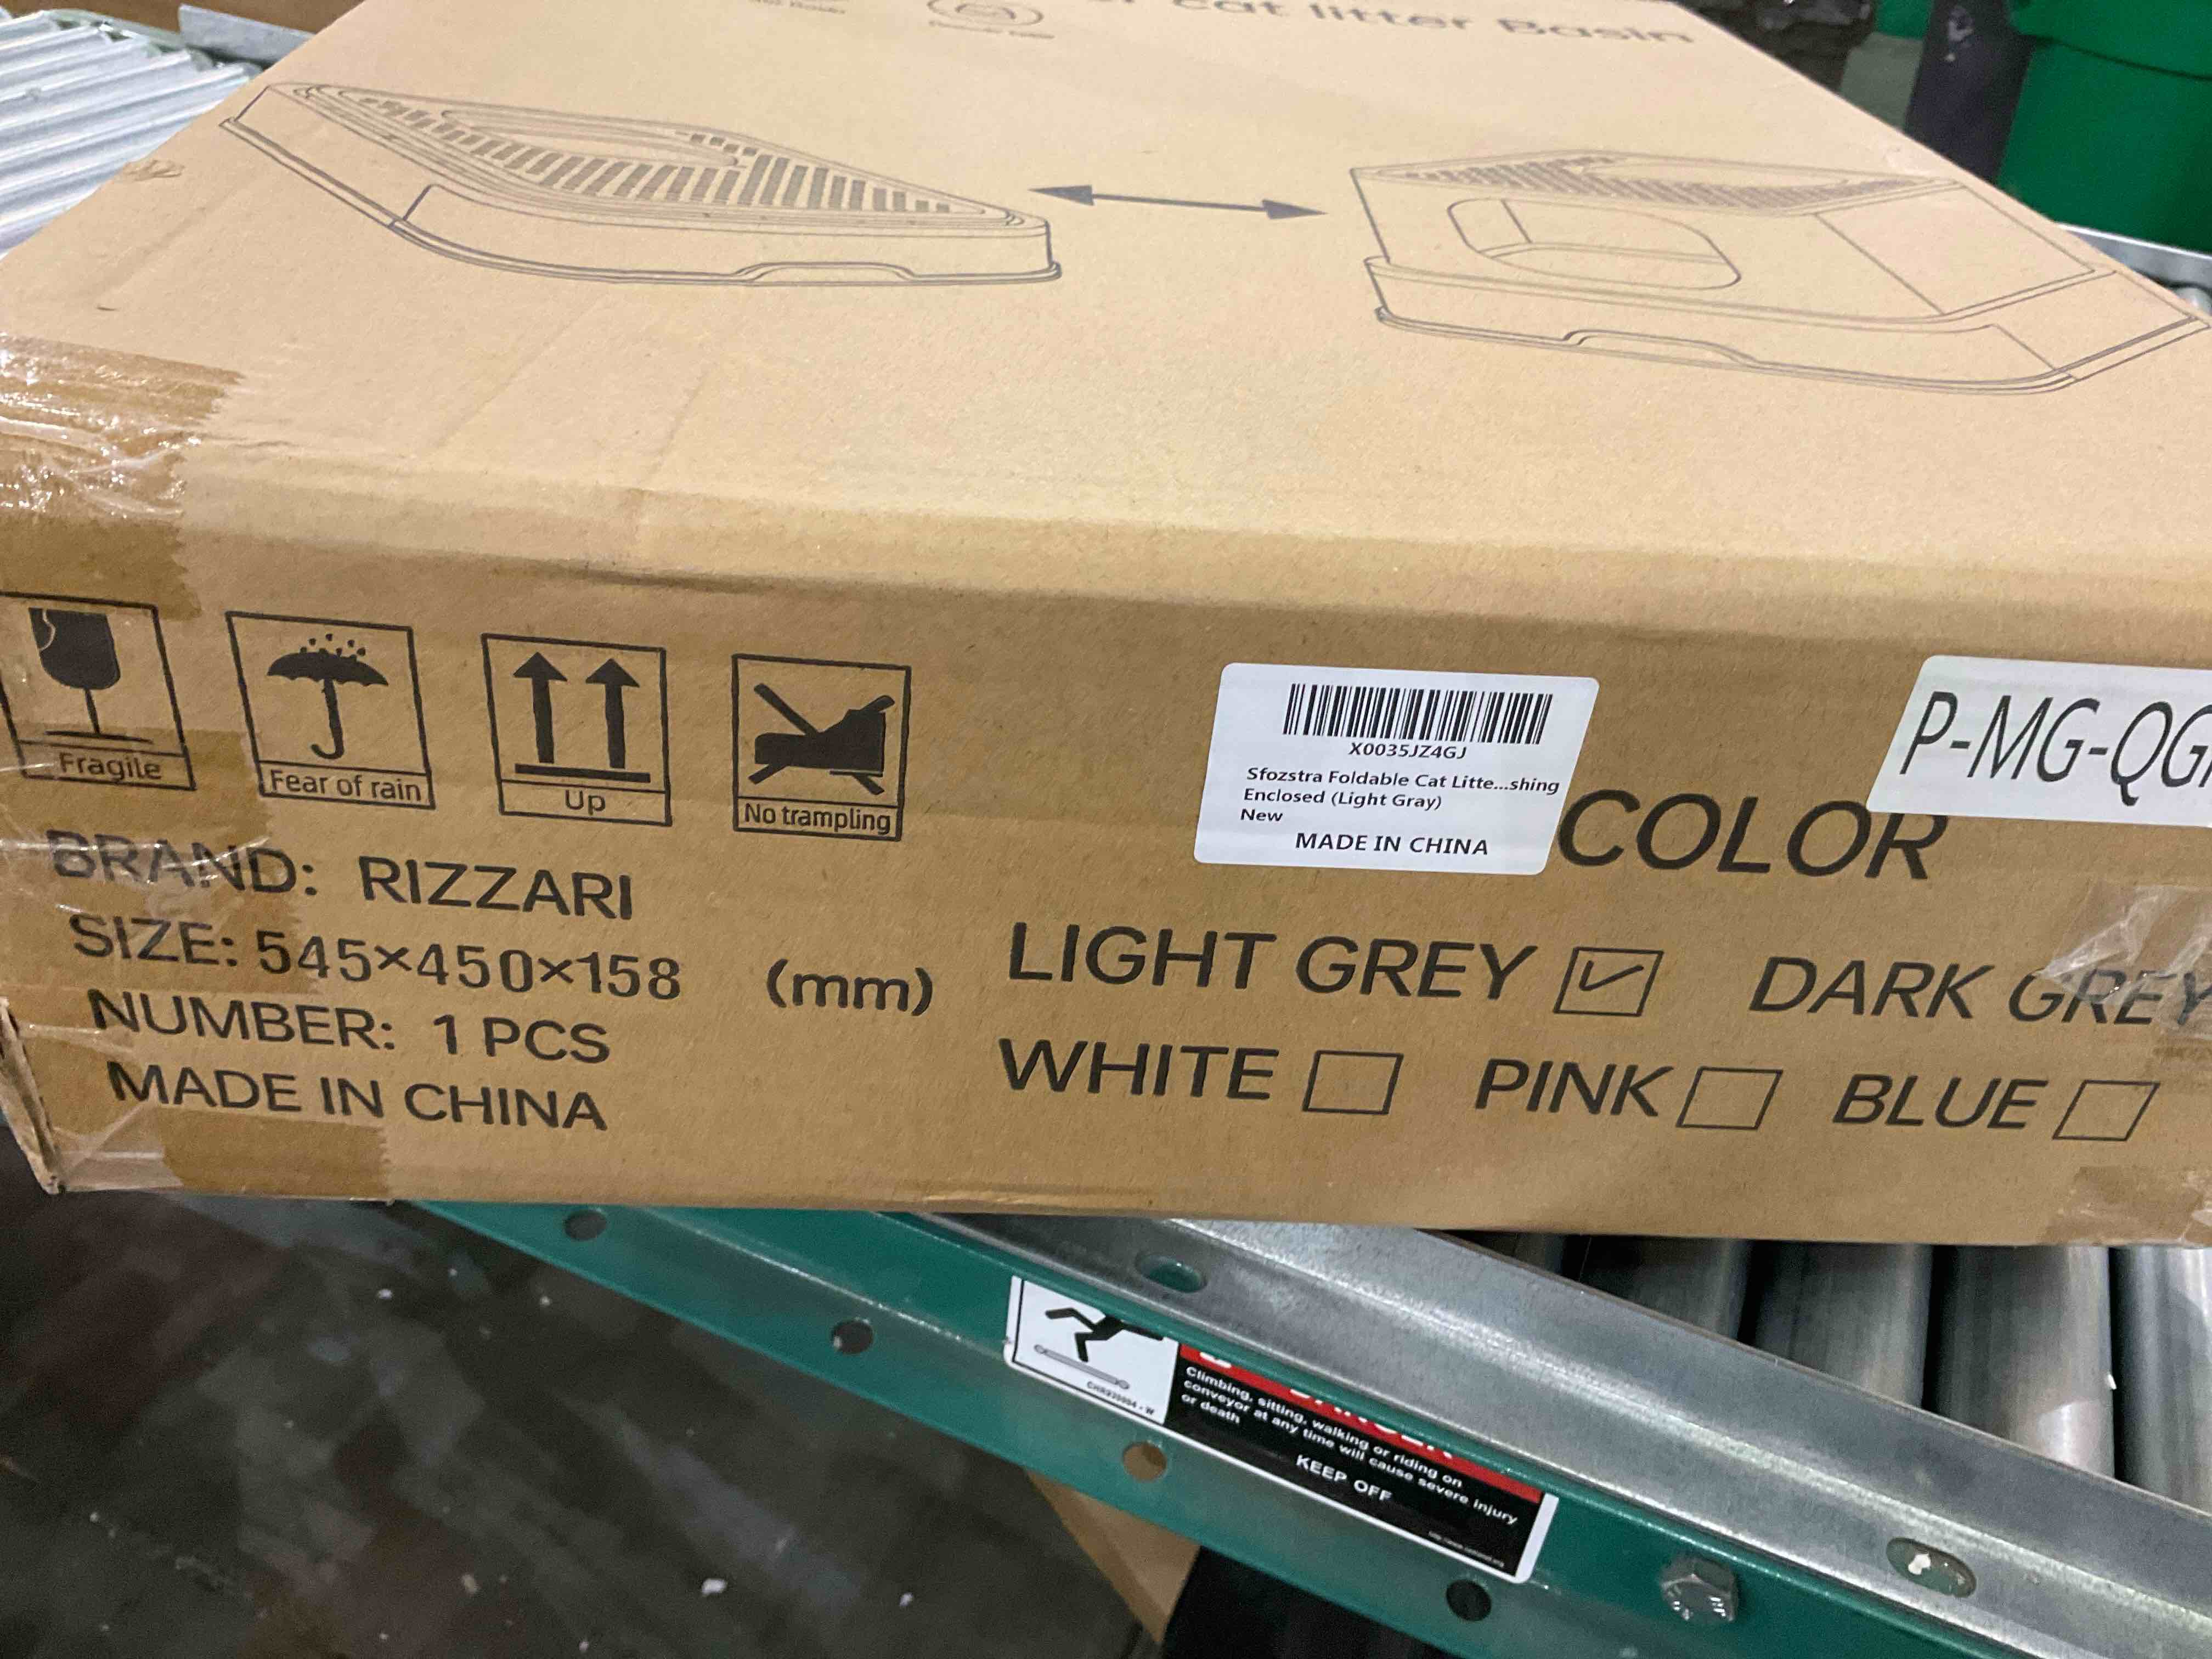 cat litter Basin
Fragile
Fear of rain
Up
No trampling
BRAND: RIZZARI
SIZE: 545×450×158 (mm)
NUMBER: 1 PCS
MADE IN CHINA
X0035JZ4GJ
Sfozstra Foldable Cat Litte...shing
Enclosed (Light Gray)
New
MADE IN CHINA
P-MG-QG
COLOR
LIGHT GREY DARK GREY
WHITE PINK BLUE
Climbing, sitting, walking or riding on
conveyor at any time will cause severe injury
or death
KEEP OFF